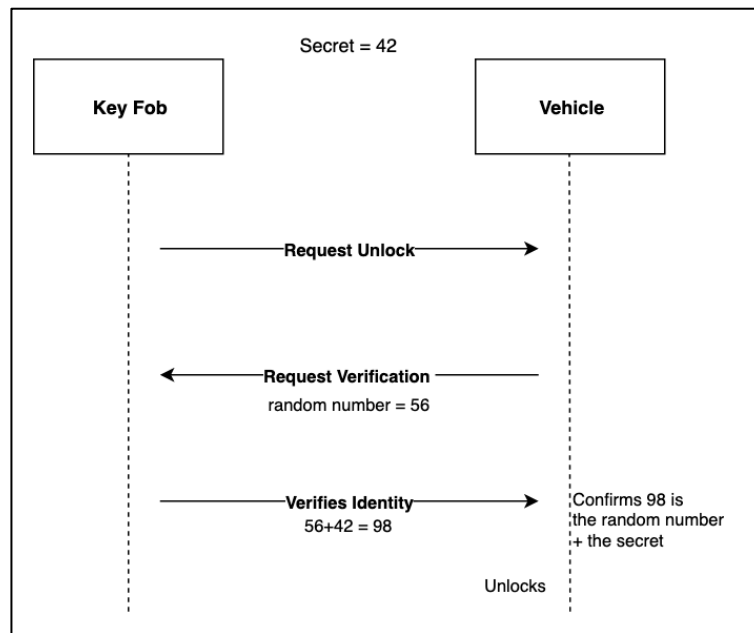 Secret = 42
Key Fob
Vehicle
Request Unlock
Request Verification
random number = 56
Verifies Identity
56+42 = 98
Confirms 98 is
the random number
+ the secret
Unlocks